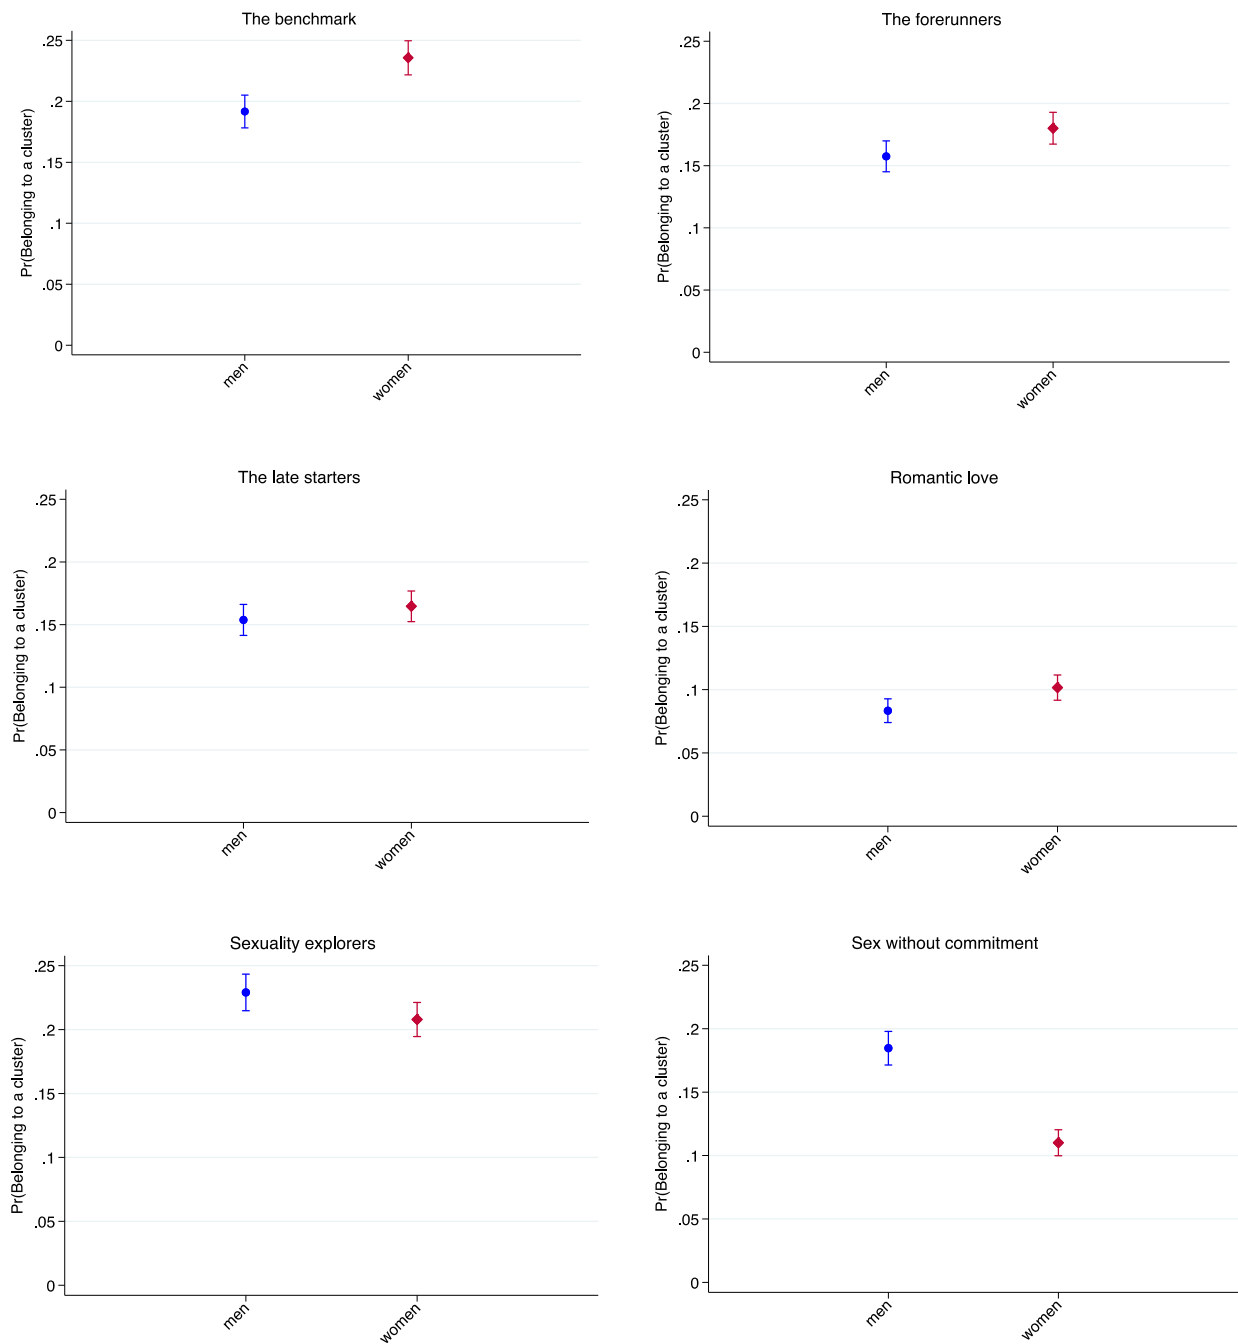 The benchmark
Pr(Belonging to a cluster)
.25
.2
.15
.1
.05
0
men
women
The forerunners
Pr(Belonging to a cluster)
.25
.2
.15
.1
.05
0
men
women
The late starters
Pr(Belonging to a cluster)
.25
.2
.15
.1
.05
0
men
women
Romantic love
Pr(Belonging to a cluster)
.25
.2
.15
.1
.05
0
men
women
Sexuality explorers
Pr(Belonging to a cluster)
.25
.2
.15
.1
.05
0
men
women
Sex without commitment
Pr(Belonging to a cluster)
.25
.2
.15
.1
.05
0
men
women